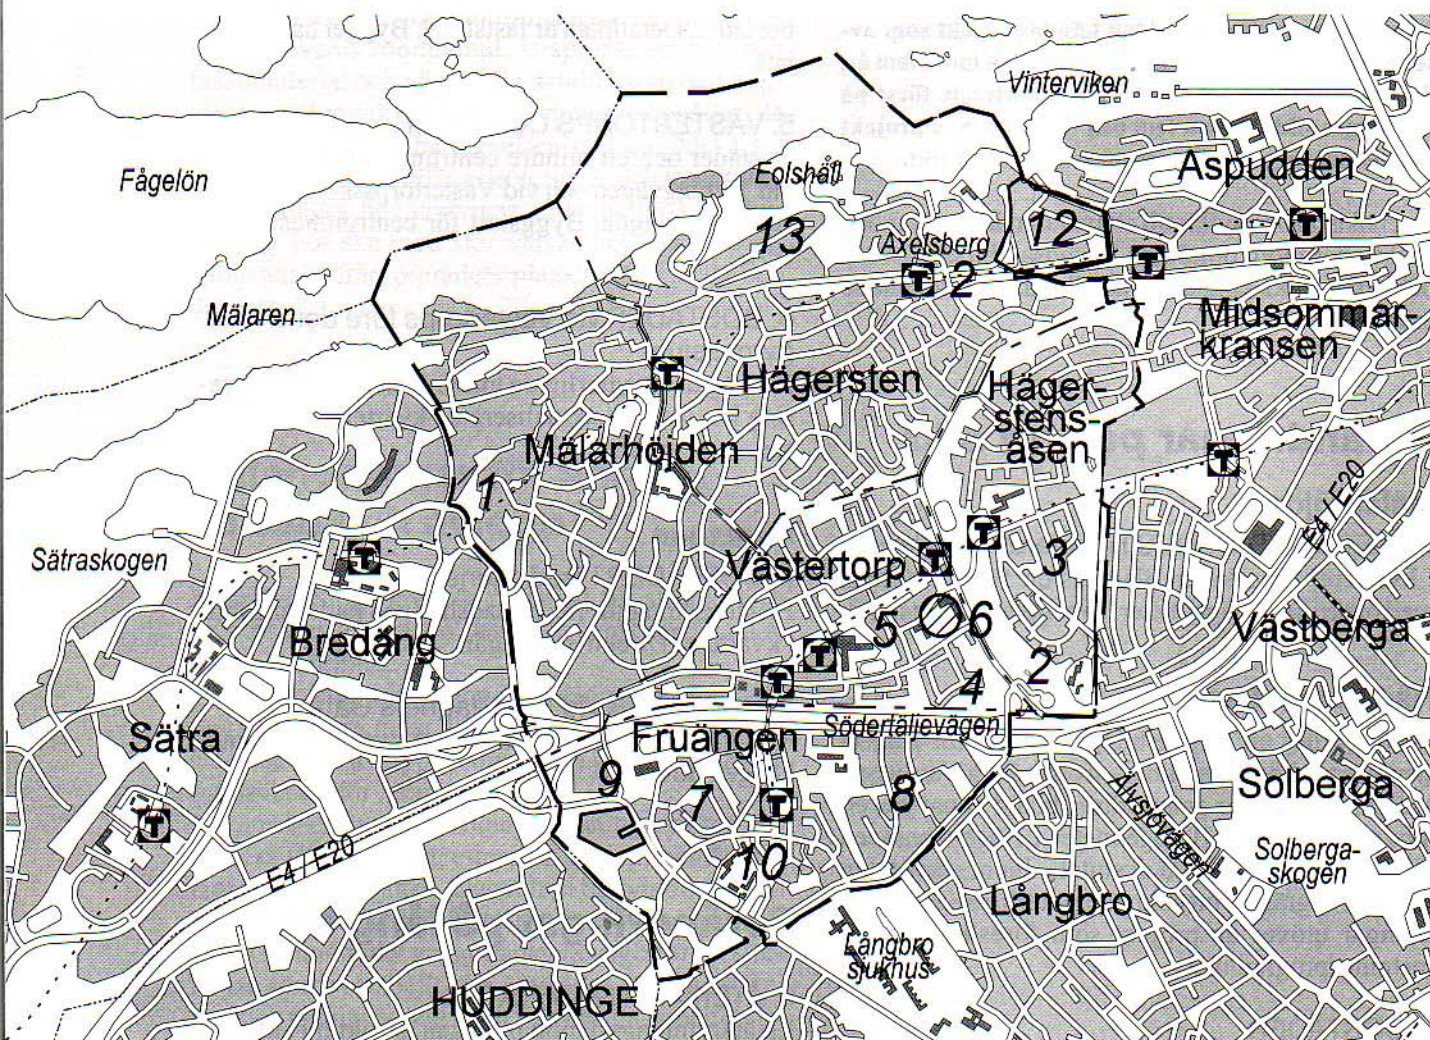 Vinterviken
Aspudden
Fågelön
Eolshäll
13
12
Axelsberg
T
T
T
2
Mälaren
Midsommar-
kransen
T
Hägersten
Häger-
stens-
åsen
Mälarhöjden
T
1
E4 / E20
T
T
Sätraskogen
T
Västertorp
3
Bredäng
5
6
Västberga
T
T
4
2
Sätra
Fruängen
Södertäljevägen
9
7
T
8
Solberga
Älvsjövägen
T
E4 / E20
10
Solberga-
skogen
Långbro
Långbro
sjukhus
HUDDINGE